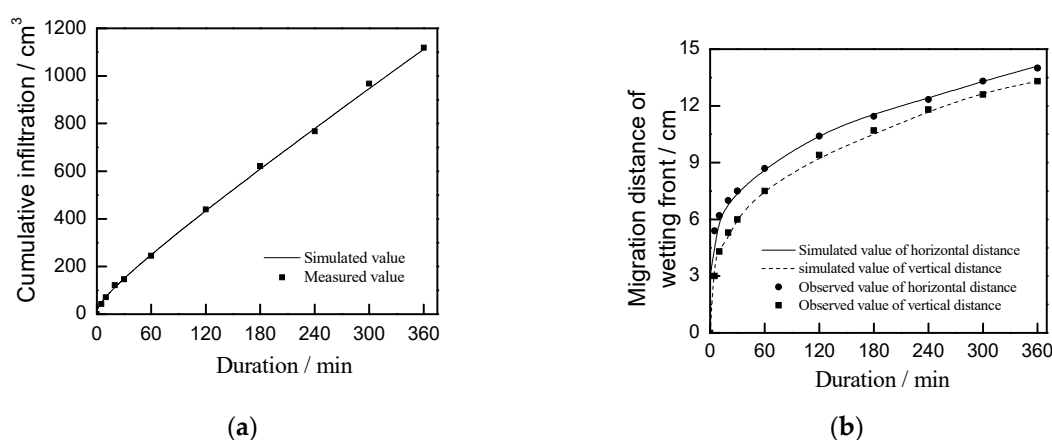 1200
1000
800
600
400
200
0
0 60 120 180 240 300 360
Cumulative infiltration / cm³
Duration / min
Simulated value
Measured value
(a)
15
12
9
6
3
0
0 60 120 180 240 300 360
Migration distance of
wetting front / cm
Duration / min
Simulated value of horizontal distance
simulated value of vertical distance
Observed value of horizontal distance
Observed value of vertical distance
(b)